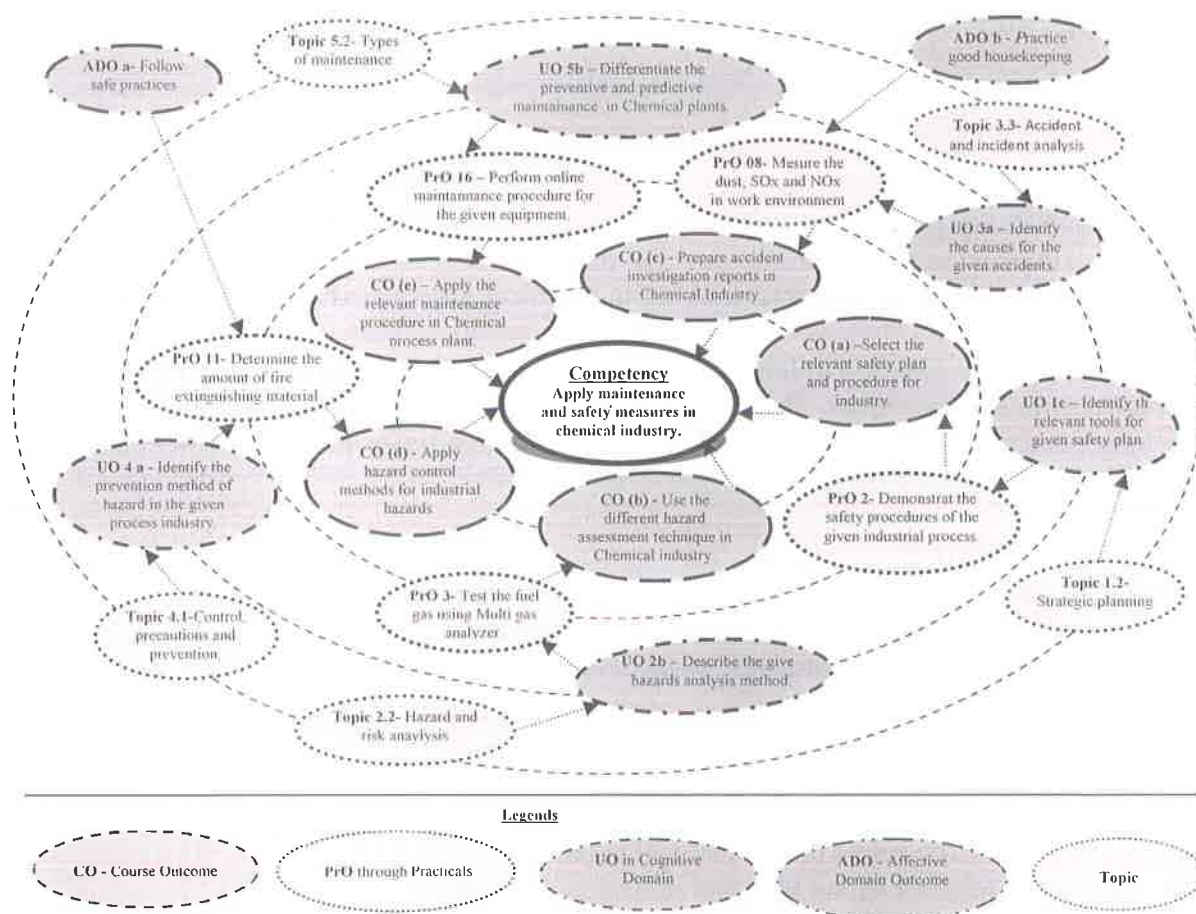 Topic 5.2- Types
of maintenance
ADO a- Follow
safe practices
ADO b - Practice
good housekeeping
UO 5b – Differentiate the
preventive and predictive
maintainance in Chemical plants.
Topic 3.3- Accident
and incident analysis
PrO 16 – Perform online
maintannance procedure for
the given equipment.
PrO 08- Mesure the
dust, SOx and NOx
in work environment
UO 3a – Identify
the causes for the
given accidents.
CO (c) - Prepare accident
investigation reports in
Chemical Industry.
CO (e) – Apply the
relevant maintenance
procedure in Chemical
process plant.
CO (a) –Select the
relevant safety plan
and procedure for
industry.
PrO 11- Determine the
amount of fire
extinguishing material
Competency
Apply maintenance
and safety measures in
chemical industry.
UO 1c – Identify th
relevant tools for
given safety plan
CO (d) - Apply
hazard control
methods for industrial
hazards
UO 4 a - Identify the
prevention method of
hazard in the given
process industry.
CO (b) - Use the
different hazard
assessment technique in
Chemical industry.
PrO 2- Demonstrat the
safety procedures of the
given industrial process
PrO 3- Test the fuel
gas using Multi gas
analyzer
Topic 1.2-
Strategic planning
Topic 4.1-Control,
precautions and
prevention
UO 2b – Describe the give
hazards analysis method.
Topic 2.2- Hazard and
risk anaylysis
Legends
CO - Course Outcome
PrO through Practicals
UO in Cognitive
Domain
ADO - Affective
Domain Outcome
Topic